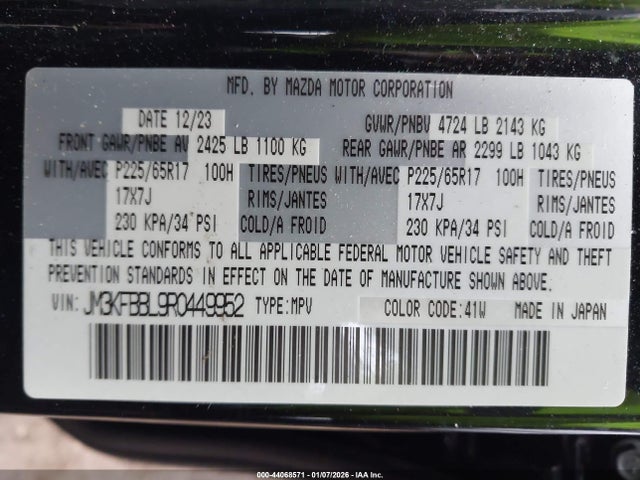 MFD. BY MAZDA MOTOR CORPORATION
DATE 12/23 GVWR/PNBV 4724 LB 2143 KG
FRONT GAWR/PNBE AV 2425 LB 1100 KG REAR GAWR/PNBE AR 2299 LB 1043 KG
WITH/AVEC P225/65R17 100H TIRES/PNEUS WITH/AVEC P225/65R17 100H TIRES/PNEUS
17X7J RIMS/JANTES 17X7J RIMS/JANTES
230 KPA/34 PSI COLD/A FROID 230 KPA/34 PSI COLD/A FROID
THIS VEHICLE CONFORMS TO ALL APPLICABLE FEDERAL MOTOR VEHICLE SAFETY AND THEFT
PREVENTION STANDARDS IN EFFECT ON THE DATE OF MANUFACTURE SHOWN ABOVE.
VIN: JM3KFBBL9R0449952 TYPE:MPV COLOR CODE:41W MADE IN JAPAN
000-44068571 - 01/07/2026 - IAA Inc.